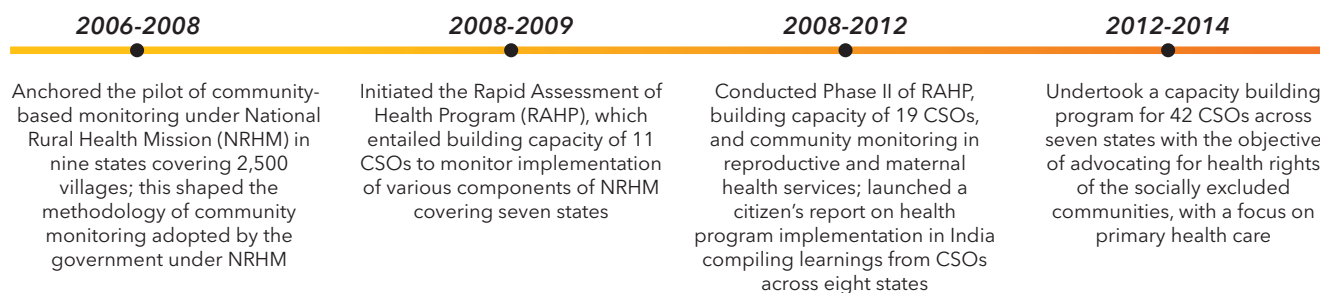 2006-2008
Anchored the pilot of community-
based monitoring under National
Rural Health Mission (NRHM) in
nine states covering 2,500
villages; this shaped the
methodology of community
monitoring adopted by the
government under NRHM
2008-2009
Initiated the Rapid Assessment of
Health Program (RAHP), which
entailed building capacity of 11
CSOs to monitor implementation
of various components of NRHM
covering seven states
2008-2012
Conducted Phase II of RAHP,
building capacity of 19 CSOs,
and community monitoring in
reproductive and maternal
health services; launched a
citizen's report on health
program implementation in India
compiling learnings from CSOs
across eight states
2012-2014
Undertook a capacity building
program for 42 CSOs across
seven states with the objective
of advocating for health rights
of the socially excluded
communities, with a focus on
primary health care